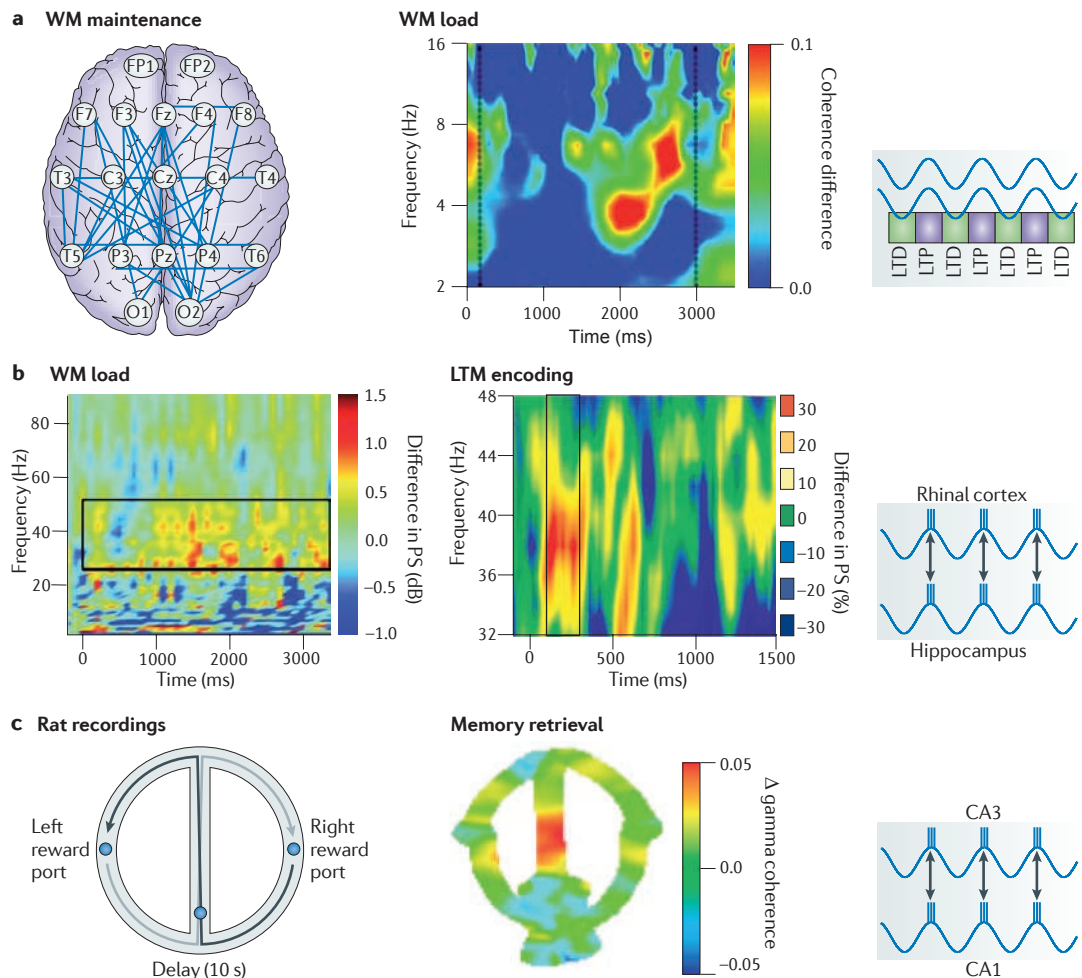 a WM maintenance
FP1 FP2
F7 F3 Fz F4 F8
T3 C3 Cz C4 T4
T5 P3 Pz P4 T6
O1 O2
WM load
16
8
4
2
Frequency (Hz)
0 1000 2000 3000
Time (ms)
0.1
0.0
Coherence difference
LTD LTP LTD LTP LTD LTP LTD
b WM load
80
60
40
20
Frequency (Hz)
0 1000 2000 3000
Time (ms)
1.5
1.0
0.5
0.0
−0.5
−1.0
Difference in PS (dB)
LTM encoding
48
44
40
36
32
Frequency (Hz)
0 500 1000 1500
Time (ms)
30
20
10
0
−10
−20
−30
Difference in PS (%)
Rhinal cortex
Hippocampus
c Rat recordings
Left
reward
port
Right
reward
port
Delay (10 s)
Memory retrieval
0.05
0.0
−0.05
Δ gamma coherence
CA3
CA1